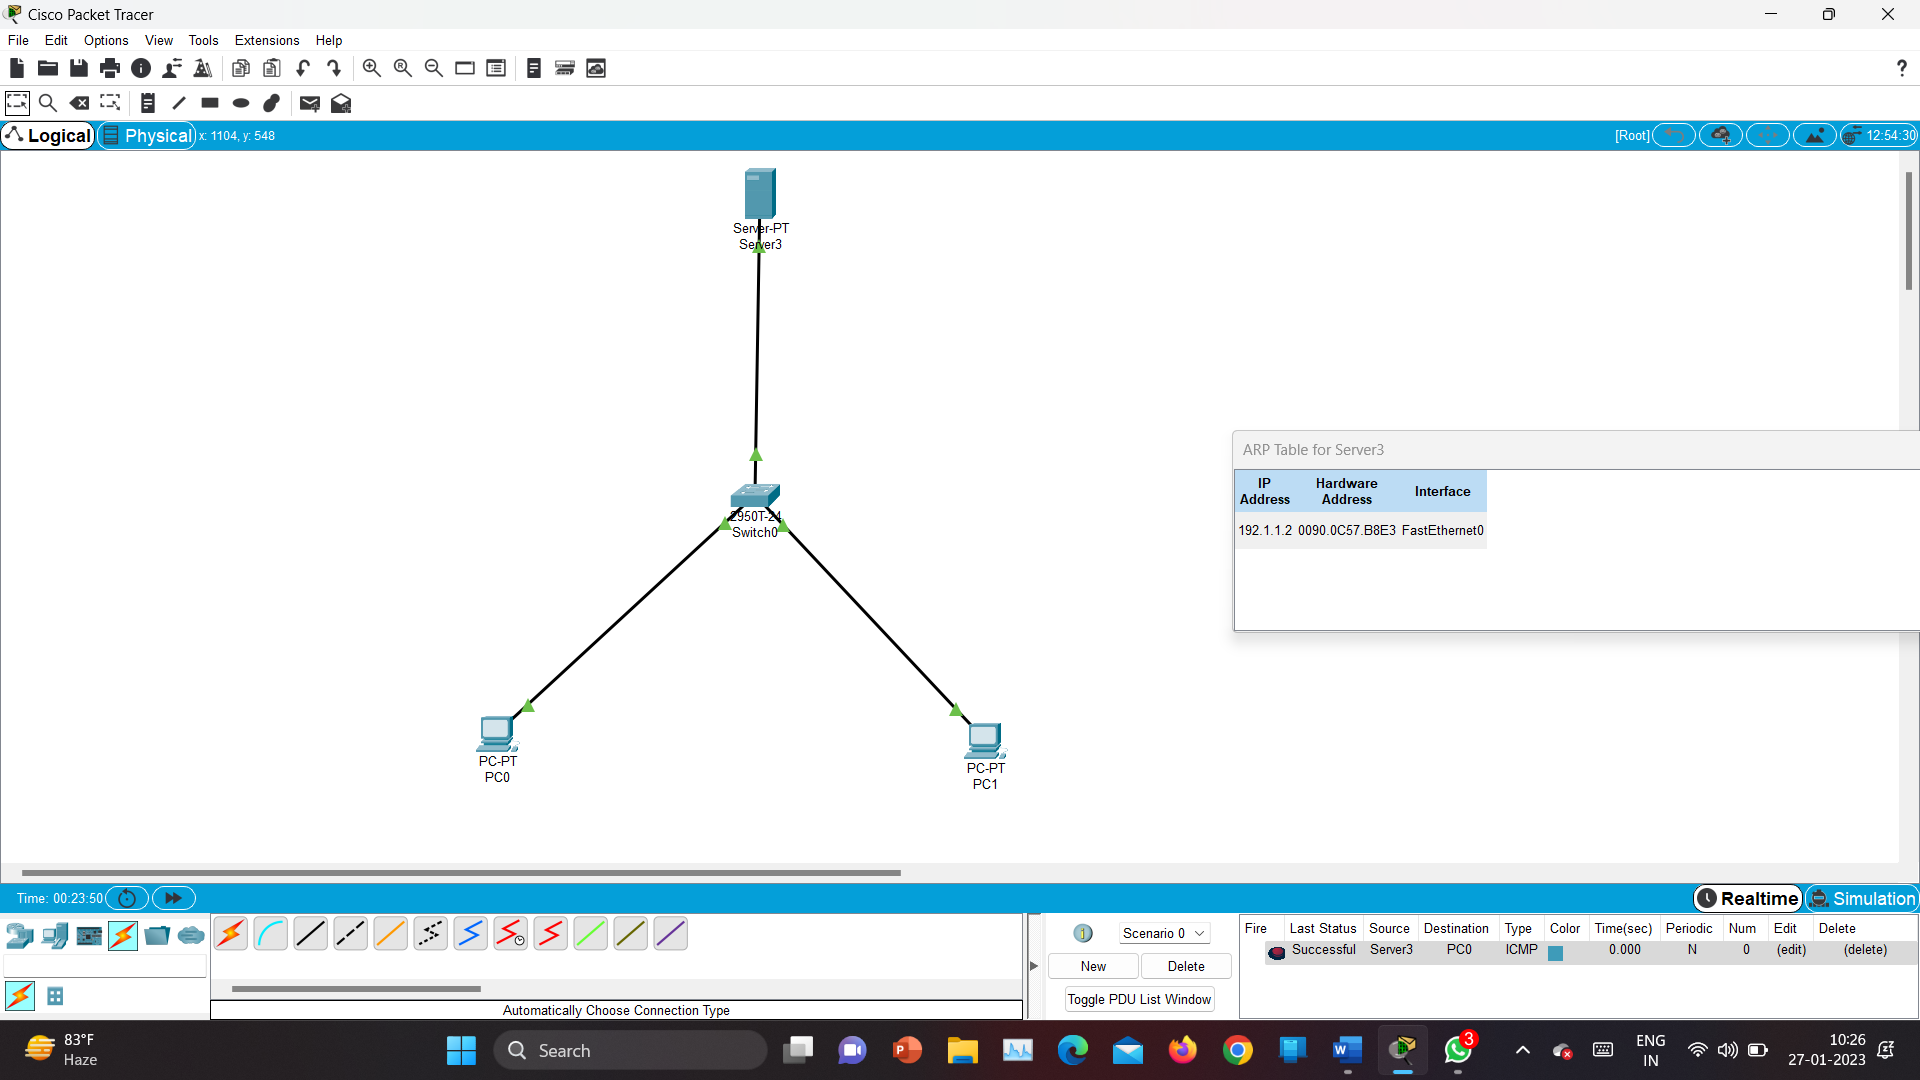 Cisco Packet Tracer
File Edit Options View Tools Extensions Help
?
Logical Physical x: 1104, y: 548 [Root] 12:54:30
Server-PT
Server3
2950T-24
Switch0
PC-PT
PC0
PC-PT
PC1
ARP Table for Server3
IP Address Hardware Address Interface
192.1.1.2 0090.0C57.B8E3 FastEthernet0
Time: 00:23:50 Realtime Simulation
Automatically Choose Connection Type
Scenario 0
New Delete
Toggle PDU List Window
Fire Last Status Source Destination Type Color Time(sec) Periodic Num Edit Delete
Successful Server3 PC0 ICMP 0.000 N 0 (edit) (delete)
83°F
Haze
Search
3
ENG
IN
10:26
27-01-2023